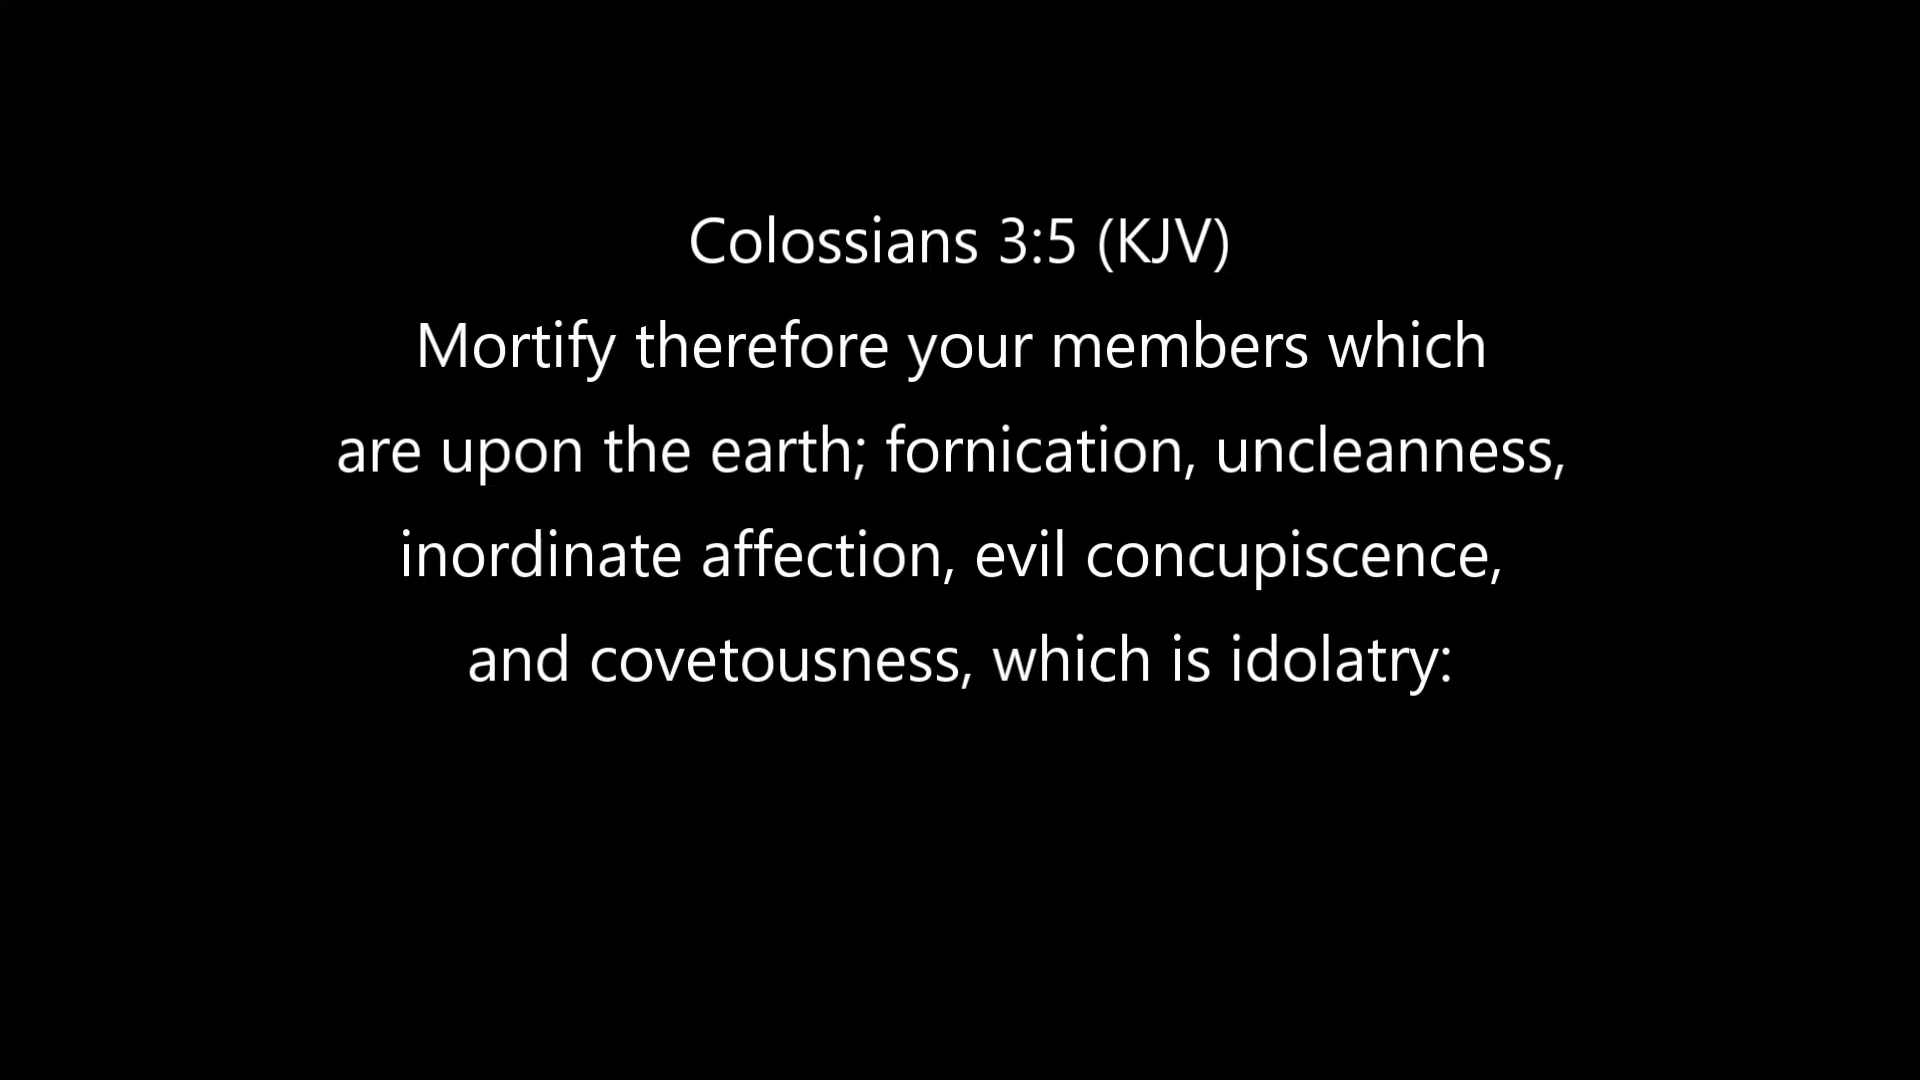 Colossians 3:5 (KJV)
Mortify therefore your members which
are upon the earth; fornication, uncleanness,
inordinate affection, evil concupiscence,
and covetousness, which is idolatry: